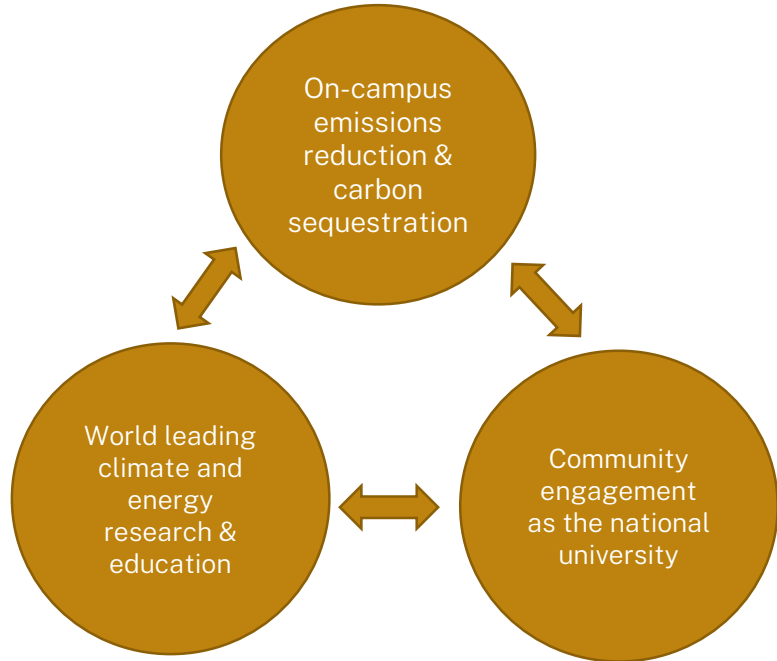 On-campus
emissions
reduction &
carbon
sequestration
World leading
climate and
energy
research &
education
Community
engagement
as the national
university